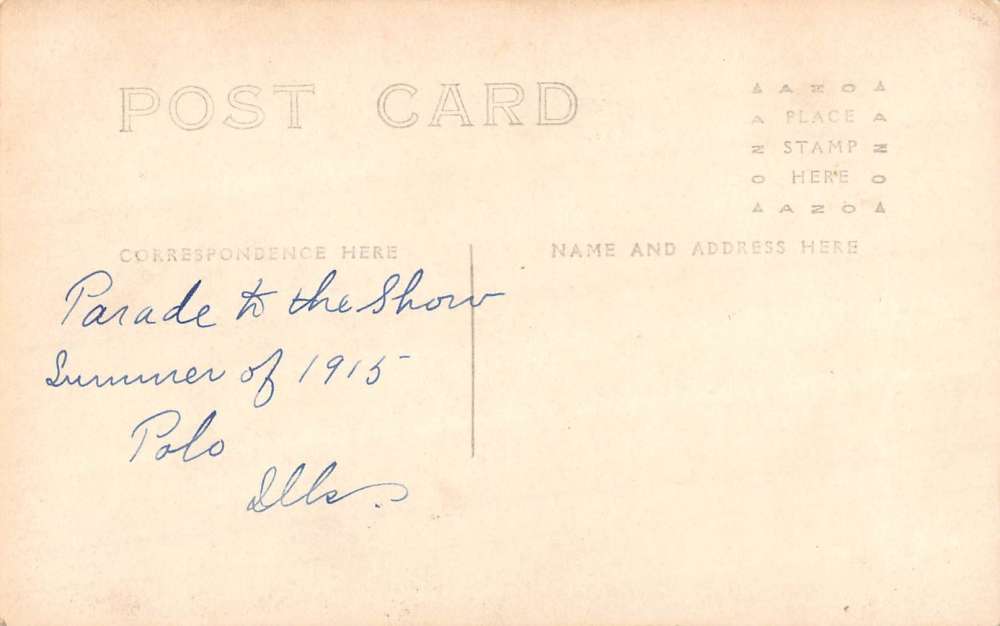 POST CARD
AZO
PLACE
STAMP
HERE
AZO
CORRESPONDENCE HERE
NAME AND ADDRESS HERE
Parade to the Show
Summer of 1915
Polo
Ills.